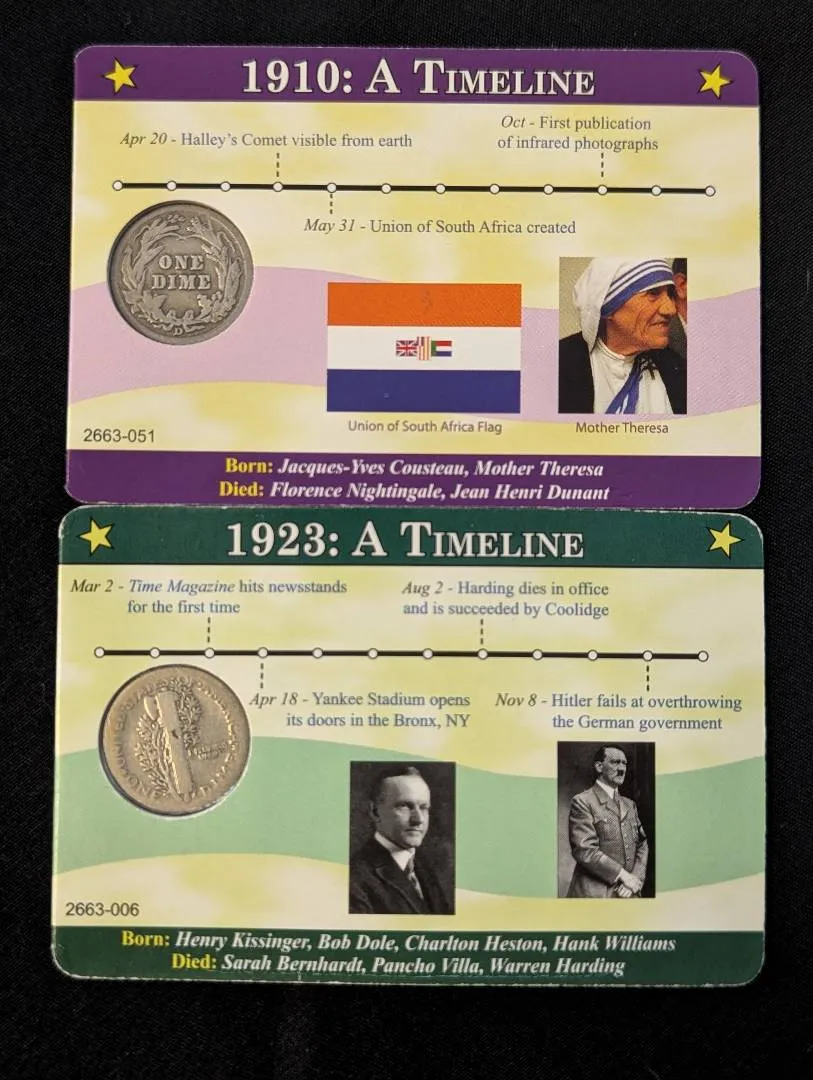 1910: A TIMELINE
Apr 20 - Halley's Comet visible from earth
Oct - First publication
of infrared photographs
May 31 - Union of South Africa created
ONE
DIME
D
Union of South Africa Flag
Mother Theresa
2663-051
Born: Jacques-Yves Cousteau, Mother Theresa
Died: Florence Nightingale, Jean Henri Dunant
1923: A TIMELINE
Mar 2 - Time Magazine hits newsstands
for the first time
Aug 2 - Harding dies in office
and is succeeded by Coolidge
Apr 18 - Yankee Stadium opens
its doors in the Bronx, NY
Nov 8 - Hitler fails at overthrowing
the German government
2663-006
Born: Henry Kissinger, Bob Dole, Charlton Heston, Hank Williams
Died: Sarah Bernhardt, Pancho Villa, Warren Harding